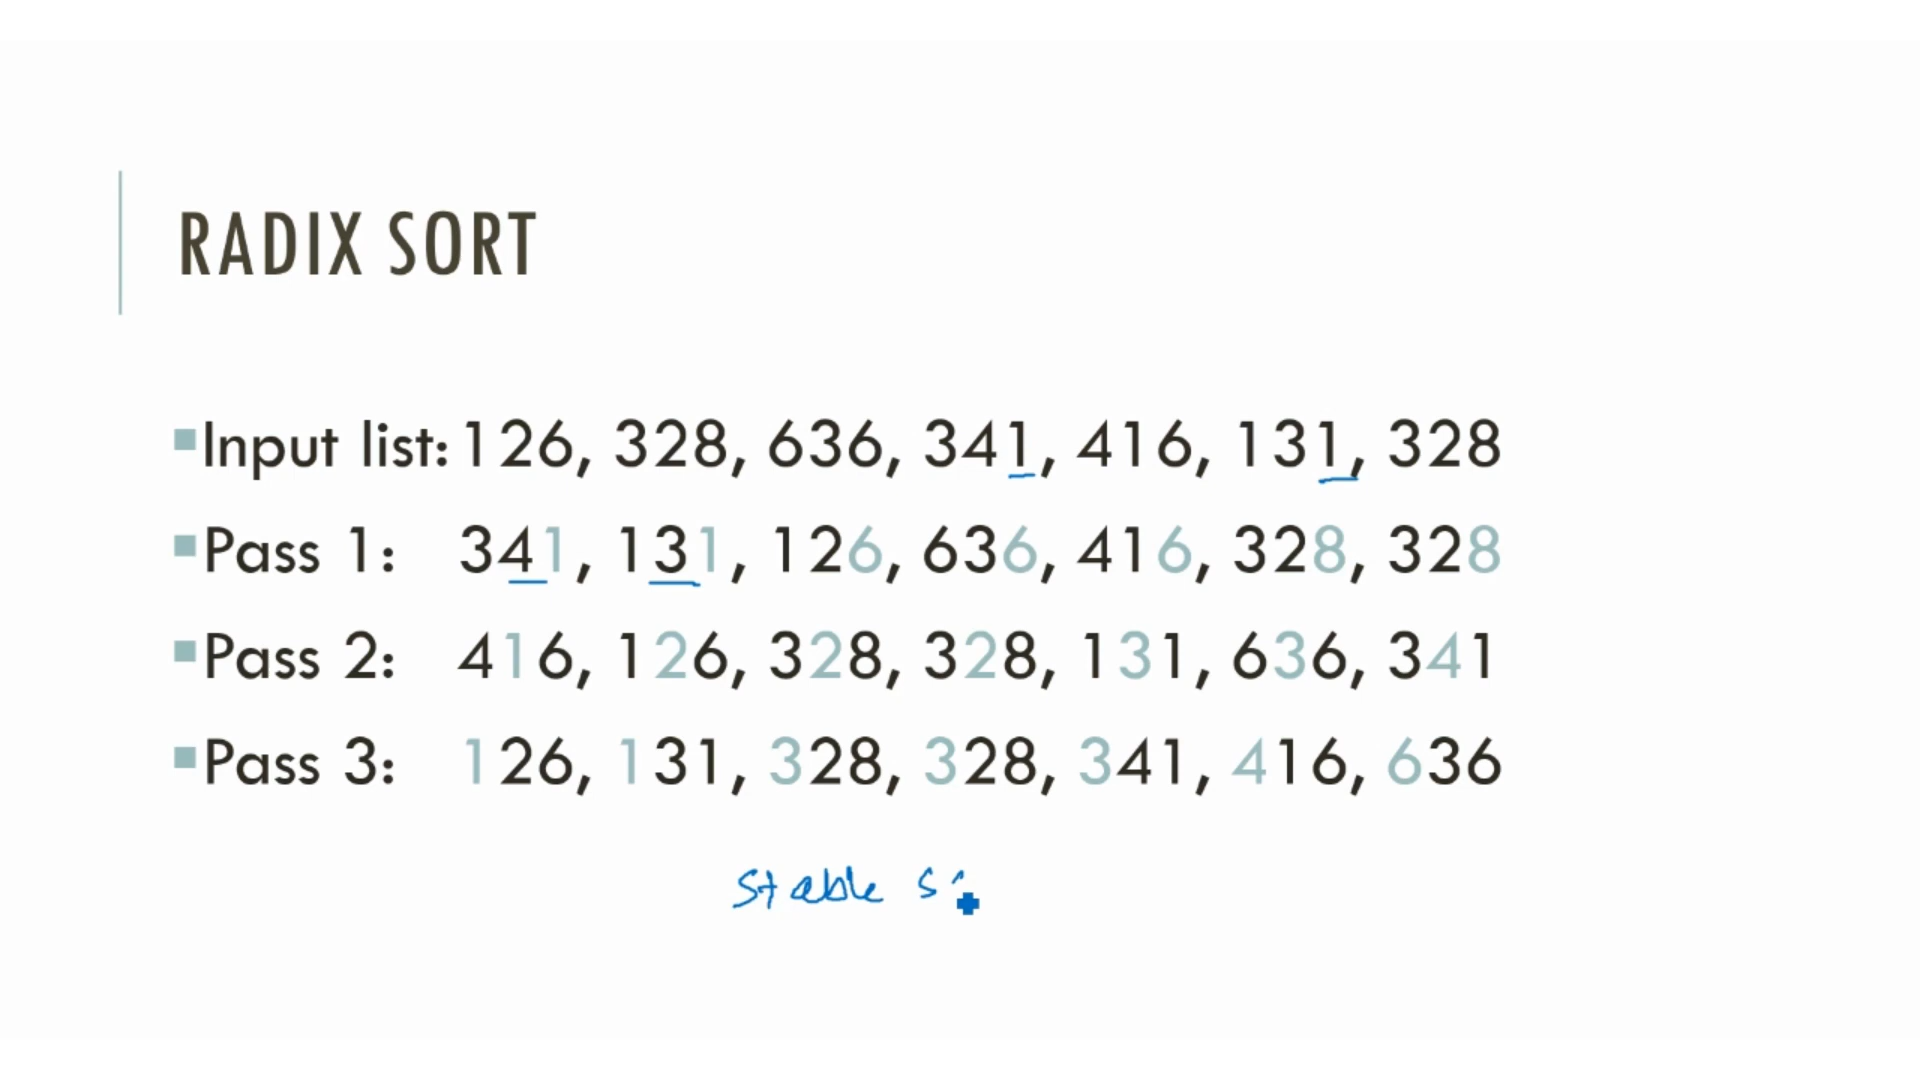 RADIX SORT
Input list: 126, 328, 636, 341, 416, 131, 328
Pass 1: 341, 131, 126, 636, 416, 328, 328
Pass 2: 416, 126, 328, 328, 131, 636, 341
Pass 3: 126, 131, 328, 328, 341, 416, 636
Stable s